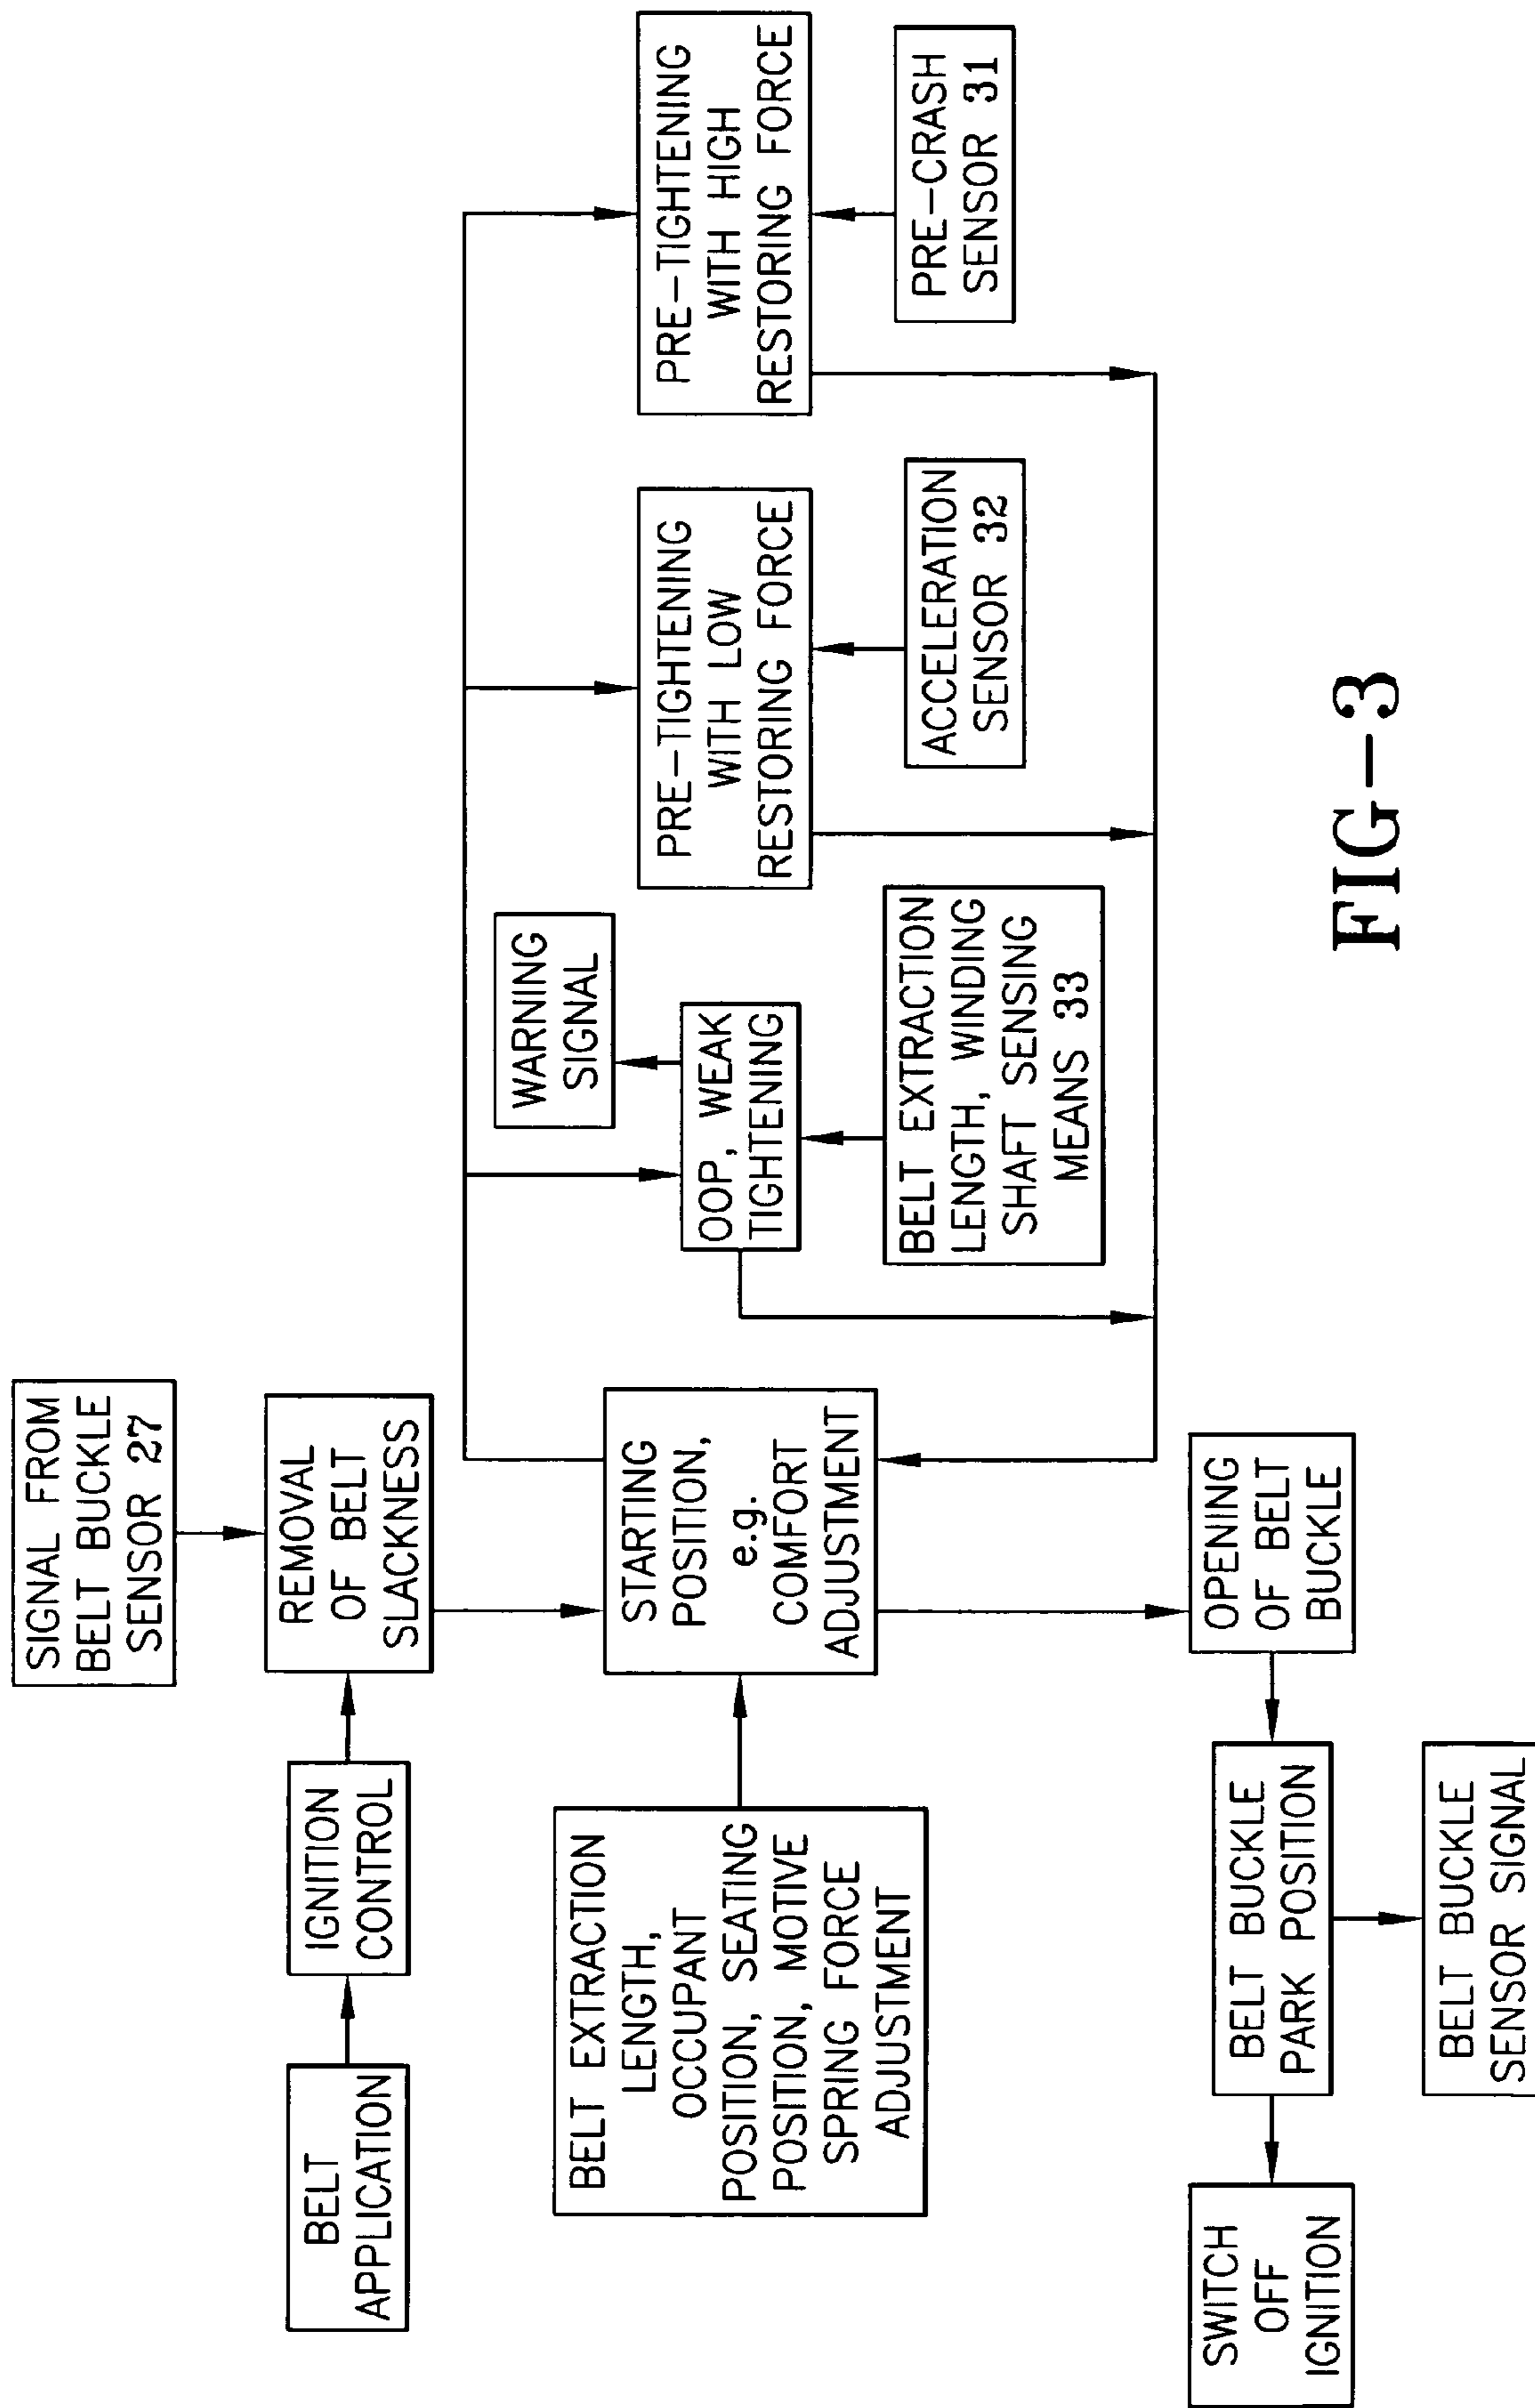 SIGNAL FROM
BELT BUCKLE
SENSOR 27
BELT
APPLICATION
IGNITION
CONTROL
REMOVAL
OF BELT
SLACKNESS
WARNING
SIGNAL
BELT EXTRACTION
LENGTH,
OCCUPANT
POSITION, SEATING
POSITION, MOTIVE
SPRING FORCE
ADJUSTMENT
STARTING
POSITION,
e.g.
COMFORT
ADJUSTMENT
OOP, WEAK
TIGHTENING
PRE-TIGHTENING
WITH LOW
RESTORING FORCE
PRE-TIGHTENING
WITH HIGH
RESTORING FORCE
BELT EXTRACTION
LENGTH, WINDING
SHAFT SENSING
MEANS 33
ACCELERATION
SENSOR 32
PRE-CRASH
SENSOR 31
SWITCH
OFF
IGNITION
BELT BUCKLE
PARK POSITION
OPENING
OF BELT
BUCKLE
BELT BUCKLE
SENSOR SIGNAL
FIG-3